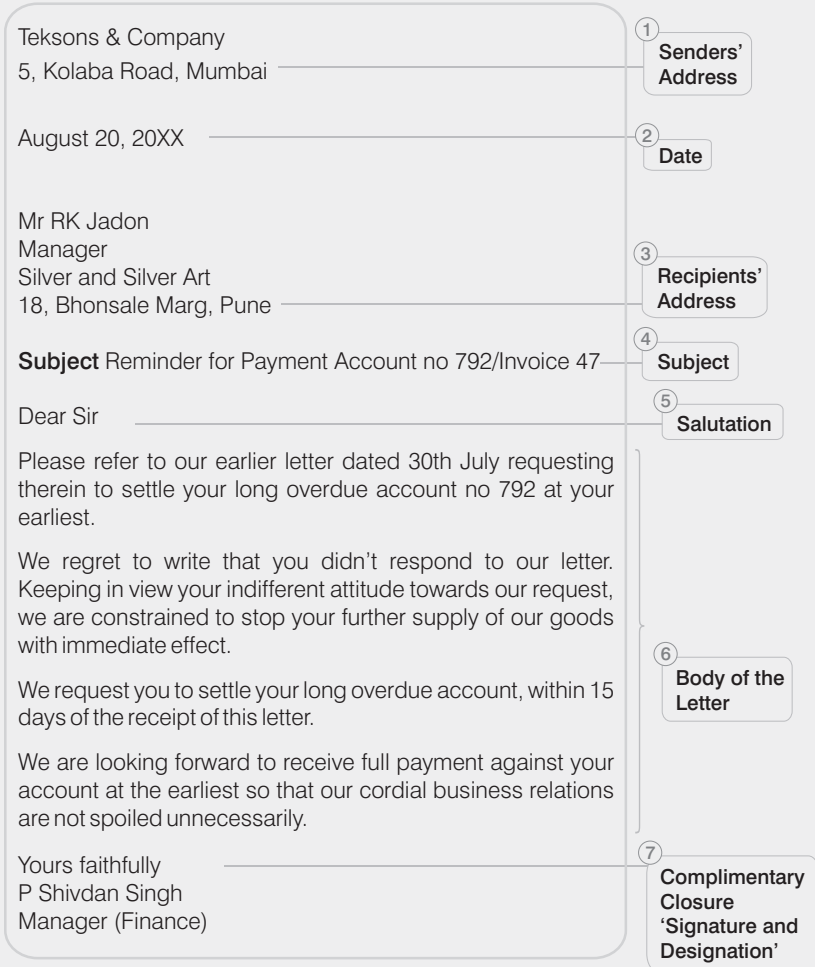 Teksons & Company
5, Kolaba Road, Mumbai
1
Senders'
Address
August 20, 20XX
2
Date
Mr RK Jadon
Manager
Silver and Silver Art
18, Bhonsale Marg, Pune
3
Recipients'
Address
Subject Reminder for Payment Account no 792/Invoice 47
4
Subject
Dear Sir
5
Salutation
Please refer to our earlier letter dated 30th July requesting
therein to settle your long overdue account no 792 at your
earliest.
We regret to write that you didn't respond to our letter.
Keeping in view your indifferent attitude towards our request,
we are constrained to stop your further supply of our goods
with immediate effect.
We request you to settle your long overdue account, within 15
days of the receipt of this letter.
We are looking forward to receive full payment against your
account at the earliest so that our cordial business relations
are not spoiled unnecessarily.
6
Body of the
Letter
Yours faithfully
P Shivdan Singh
Manager (Finance)
7
Complimentary
Closure
'Signature and
Designation'